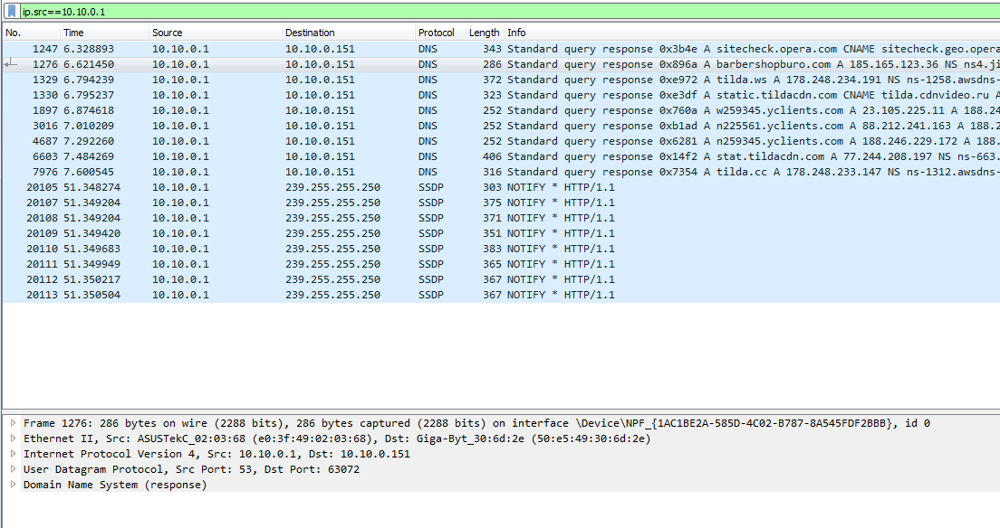 ip.src==10.10.0.1
No. Time Source Destination Protocol Length Info
1247 6.328893 10.10.0.1 10.10.0.151 DNS 343 Standard query response 0x3b4e A sitecheck.opera.com CNAME sitecheck.geo.opera
1276 6.621450 10.10.0.1 10.10.0.151 DNS 286 Standard query response 0x896a A barbershopburo.com A 185.165.123.36 NS ns4.ji
1329 6.794239 10.10.0.1 10.10.0.151 DNS 372 Standard query response 0xe972 A tilda.ws A 178.248.234.191 NS ns-1258.awsdns-
1330 6.795237 10.10.0.1 10.10.0.151 DNS 323 Standard query response 0xe3df A static.tildacdn.com CNAME tilda.cdnvideo.ru A
1897 6.874618 10.10.0.1 10.10.0.151 DNS 252 Standard query response 0x760a A w259345.yclients.com A 23.105.225.11 A 188.24
3016 7.010209 10.10.0.1 10.10.0.151 DNS 252 Standard query response 0xb1ad A n225561.yclients.com A 88.212.241.163 A 188.2
4687 7.292260 10.10.0.1 10.10.0.151 DNS 252 Standard query response 0x6281 A n259345.yclients.com A 188.246.229.172 A 188.
6603 7.484269 10.10.0.1 10.10.0.151 DNS 406 Standard query response 0x14f2 A stat.tildacdn.com A 77.244.208.197 NS ns-663.
7976 7.600545 10.10.0.1 10.10.0.151 DNS 316 Standard query response 0x7354 A tilda.cc A 178.248.233.147 NS ns-1312.awsdns-
20105 51.348274 10.10.0.1 239.255.255.250 SSDP 303 NOTIFY * HTTP/1.1
20107 51.349204 10.10.0.1 239.255.255.250 SSDP 375 NOTIFY * HTTP/1.1
20108 51.349204 10.10.0.1 239.255.255.250 SSDP 371 NOTIFY * HTTP/1.1
20109 51.349420 10.10.0.1 239.255.255.250 SSDP 351 NOTIFY * HTTP/1.1
20110 51.349683 10.10.0.1 239.255.255.250 SSDP 383 NOTIFY * HTTP/1.1
20111 51.349949 10.10.0.1 239.255.255.250 SSDP 365 NOTIFY * HTTP/1.1
20112 51.350217 10.10.0.1 239.255.255.250 SSDP 367 NOTIFY * HTTP/1.1
20113 51.350504 10.10.0.1 239.255.255.250 SSDP 367 NOTIFY * HTTP/1.1
Frame 1276: 286 bytes on wire (2288 bits), 286 bytes captured (2288 bits) on interface \Device\NPF_{1AC1BE2A-585D-4C02-B787-8A545FDF2BBB}, id 0
Ethernet II, Src: ASUSTekC_02:03:68 (e0:3f:49:02:03:68), Dst: Giga-Byt_30:6d:2e (50:e5:49:30:6d:2e)
Internet Protocol Version 4, Src: 10.10.0.1, Dst: 10.10.0.151
User Datagram Protocol, Src Port: 53, Dst Port: 63072
Domain Name System (response)